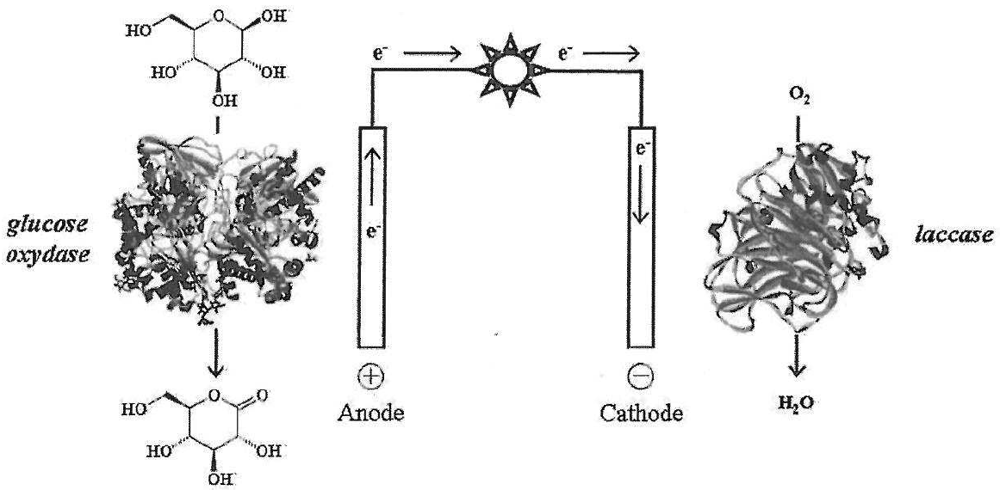 HO
O
OH
HO
OH
OH
glucose
oxydase
HO
O
O
HO
OH
OH
e⁻
e⁻
e⁻
e⁻
+
Anode
−
Cathode
O₂
laccase
H₂O